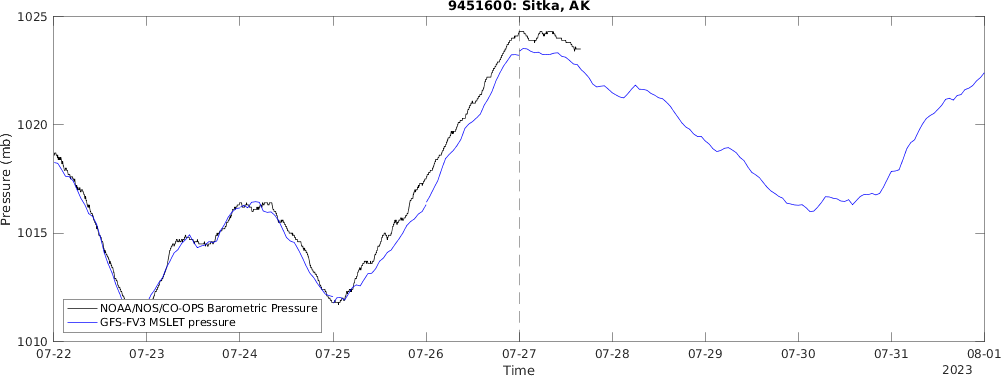 9451600: Sitka, AK
Pressure (mb)
1025
1020
1015
1010
NOAA/NOS/CO-OPS Barometric Pressure
GFS-FV3 MSLET pressure
07-22 07-23 07-24 07-25 07-26 07-27 07-28 07-29 07-30 07-31 08-01
Time
2023